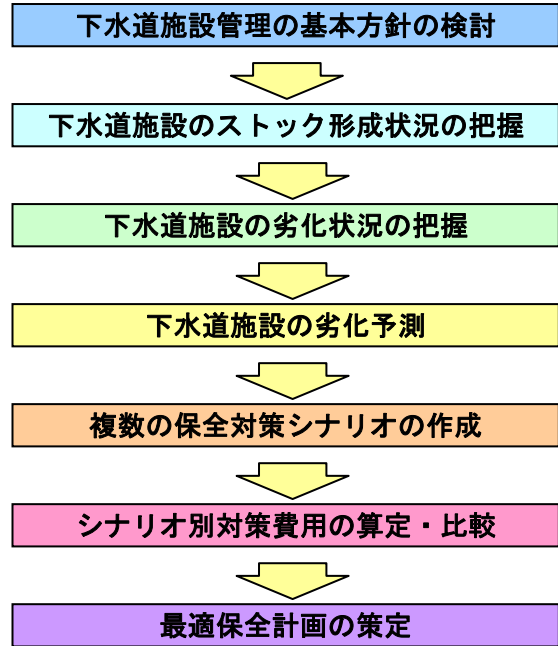 下水道施設管理の基本方針の検討
下水道施設のストック形成状況の把握
下水道施設の劣化状況の把握
下水道施設の劣化予測
複数の保全対策シナリオの作成
シナリオ別対策費用の算定・比較
最適保全計画の策定